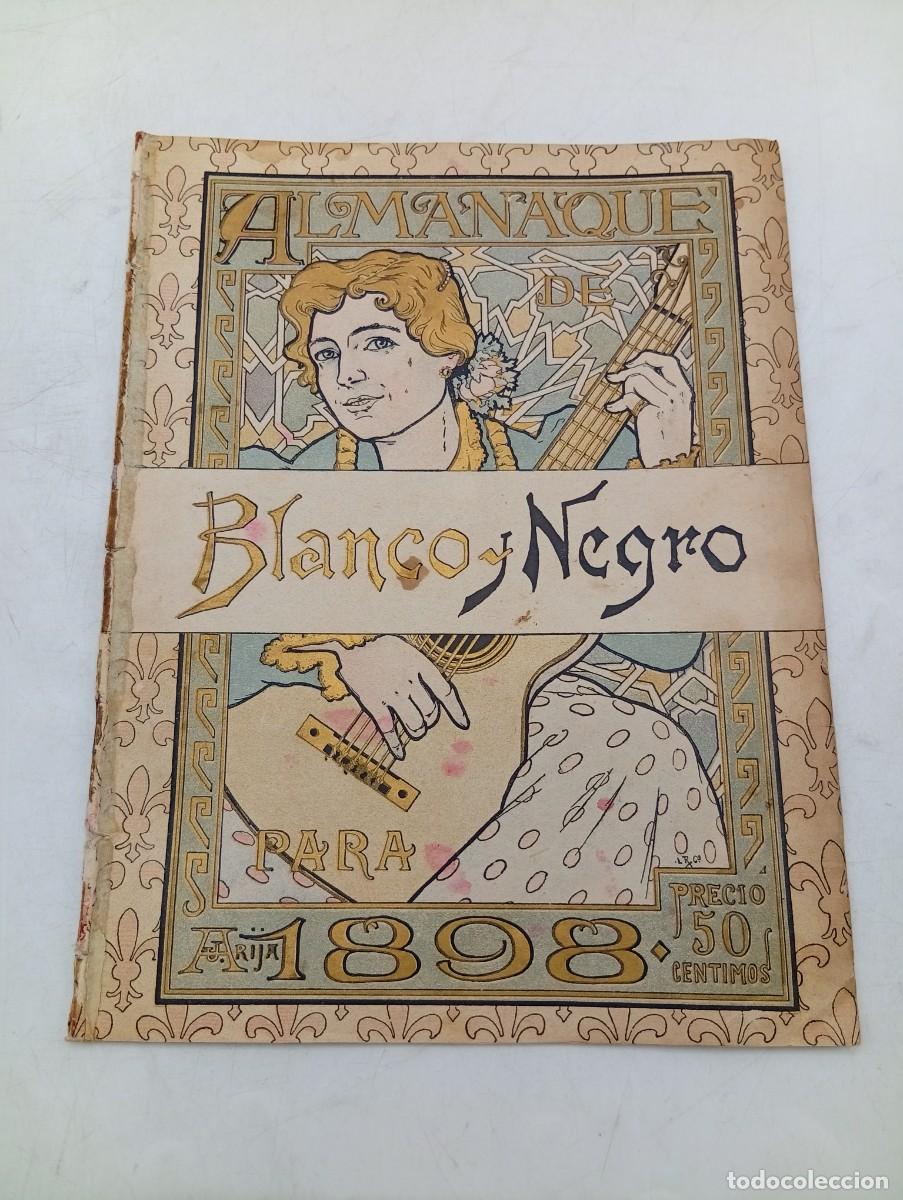 ALMANAQUE
DE
Blanco y Negro
PARA
PRECIO
50
CENTIMOS
J. ARIJA
1898
todocoleccion